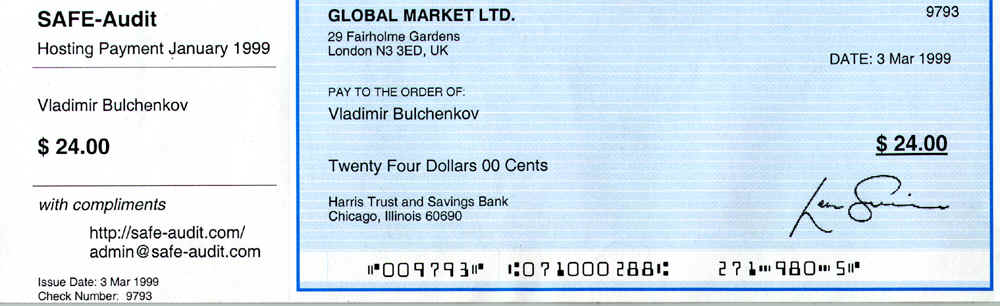 SAFE-Audit
Hosting Payment January 1999
Vladimir Bulchenkov
$ 24.00
with compliments
http://safe-audit.com/
admin@safe-audit.com
Issue Date: 3 Mar 1999
Check Number: 9793
GLOBAL MARKET LTD.
9793
29 Fairholme Gardens
London N3 3ED, UK
DATE: 3 Mar 1999
PAY TO THE ORDER OF:
Vladimir Bulchenkov
$ 24.00
Twenty Four Dollars 00 Cents
Harris Trust and Savings Bank
Chicago, Illinois 60690
⑈009793⑈ ⑆071000288⑆ 271⑉980⑉5⑈